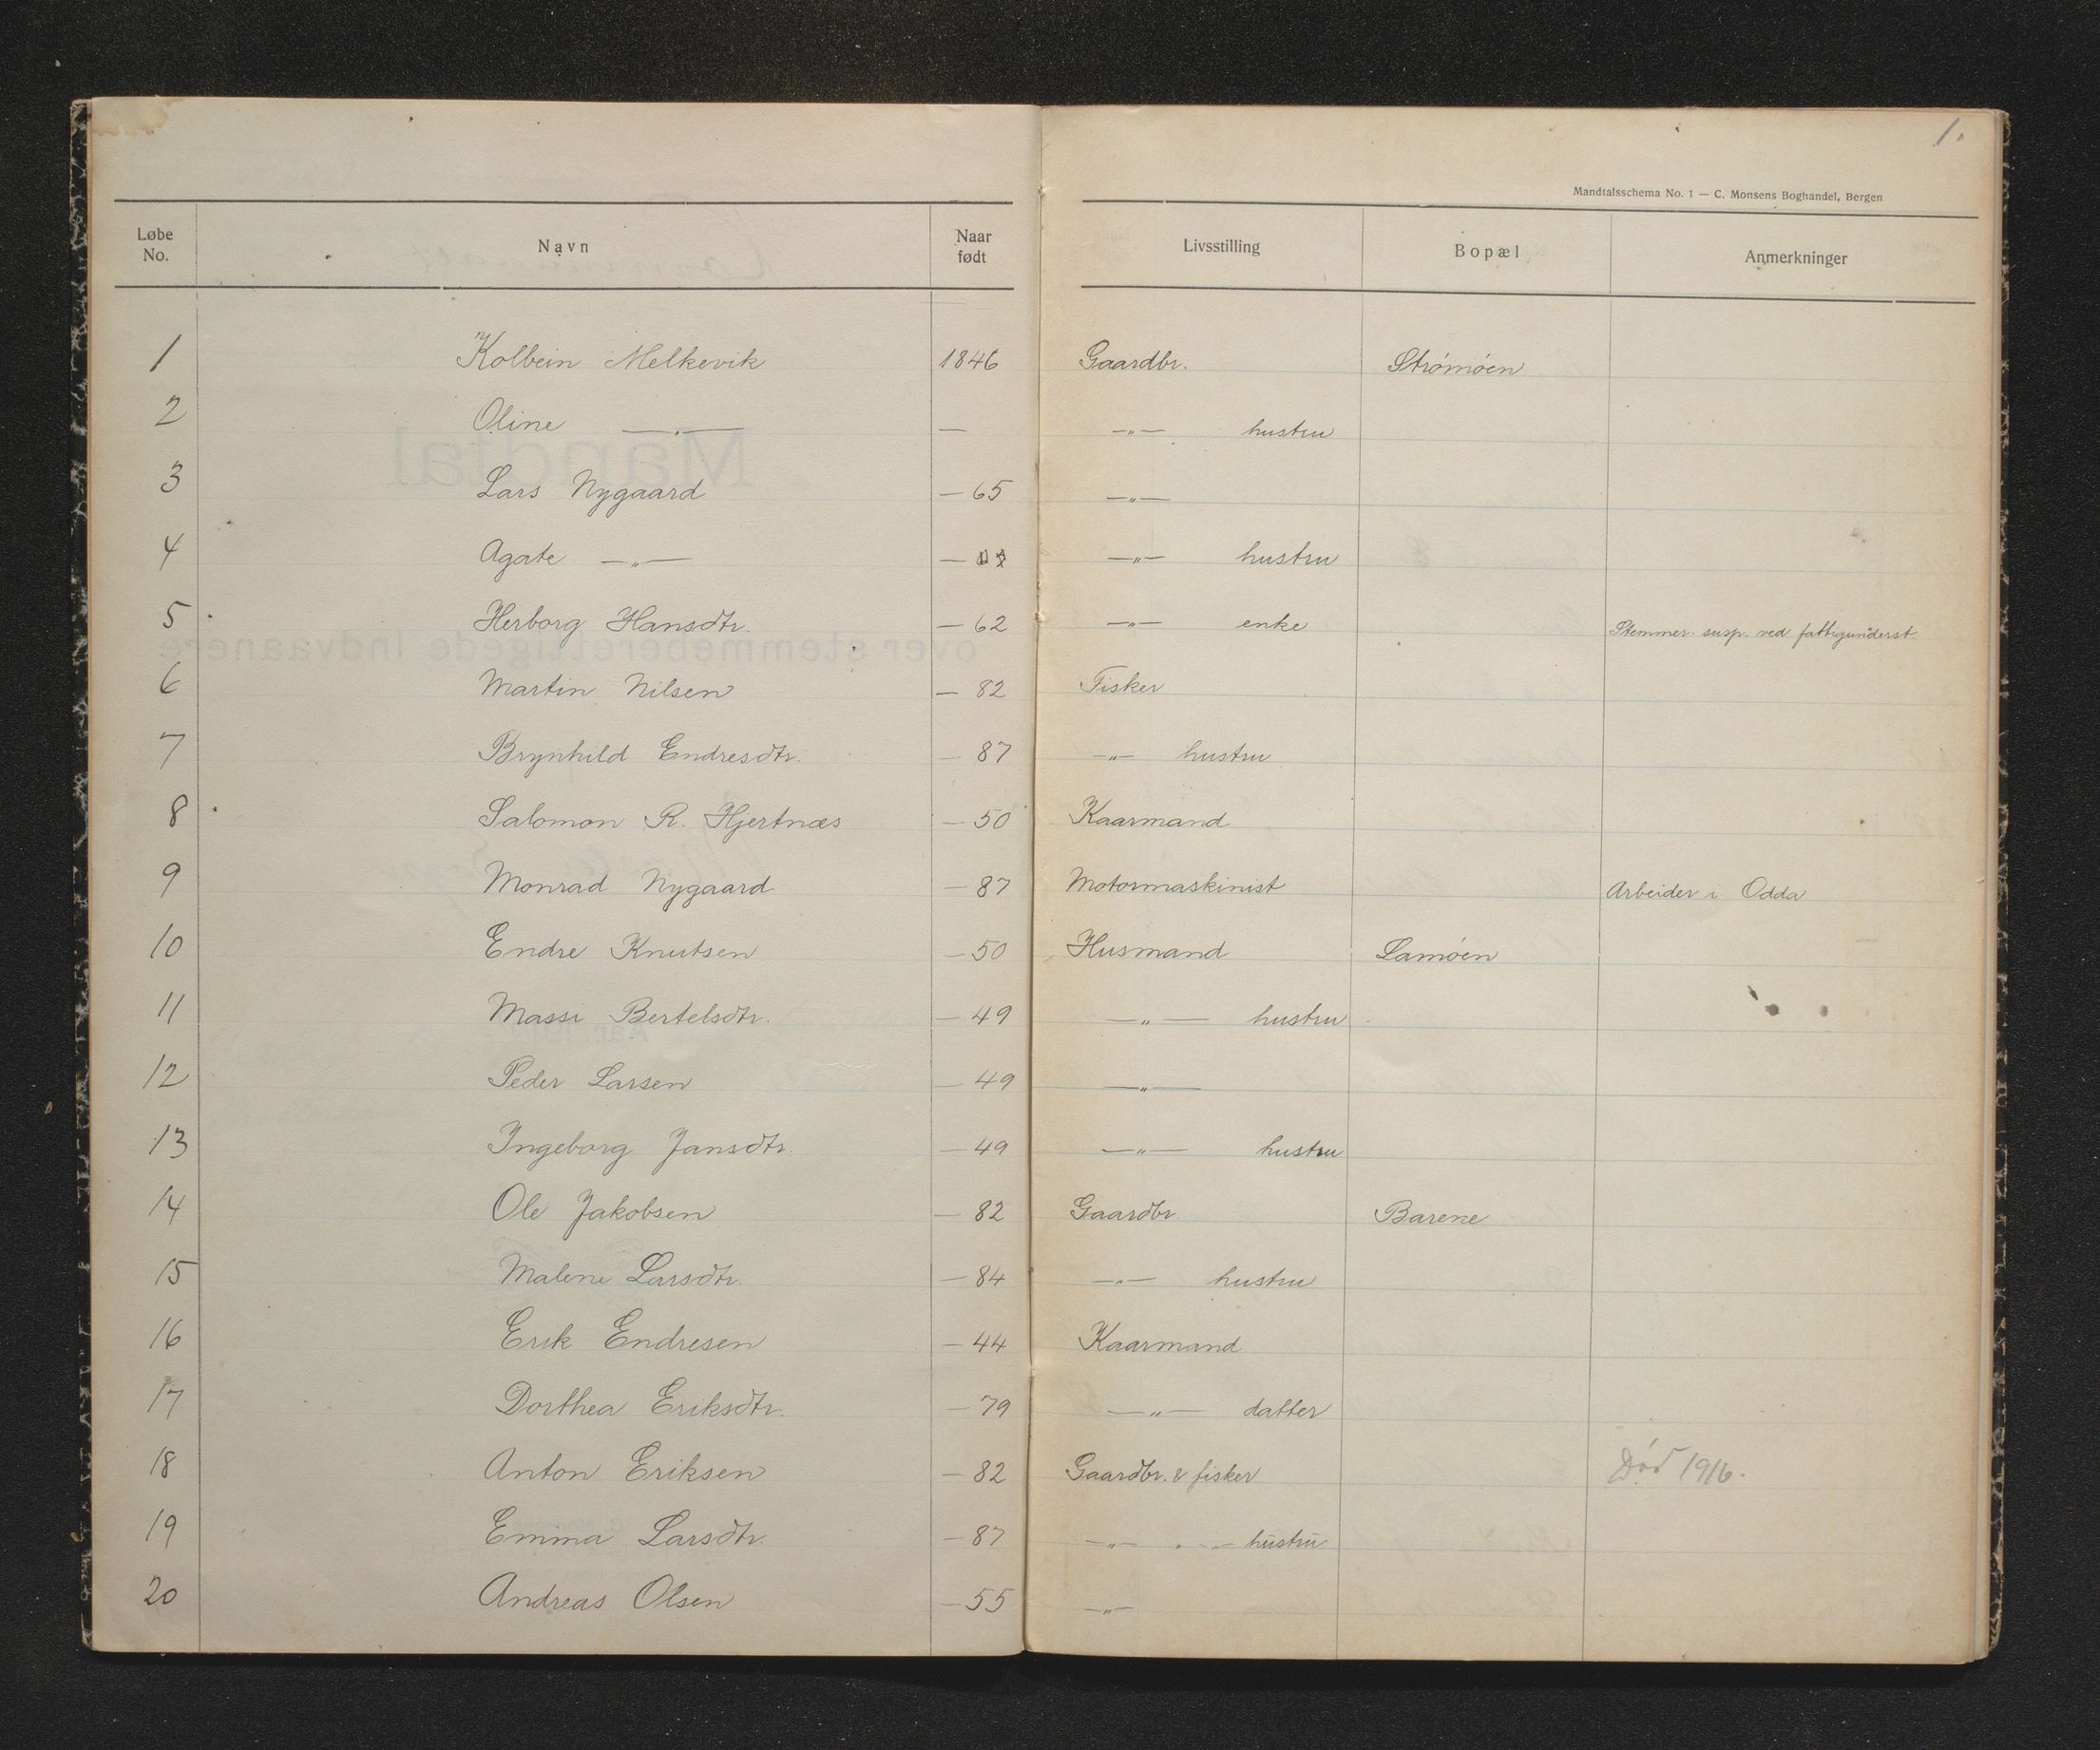 1.
Mandtalsschema No. 1 — C. Monsens Boghandel, Bergen
Løbe No. Navn Naar født Livsstilling Bopæl Anmerkninger
1 Kolbein Melkevik 1846 Gaardbr. Strømøen
2 Oline —„— — —„— hustru
3 Lars Nygaard — 65 —„—
4 Agate —„— — —„— hustru
5 Herborg Hansdtr. — 62 —„— enke Stemmer. susp. ved fattigunderst.
6 Martin Nilsen — 82 Fisker
7 Brynhild Endresdtr. — 87 —„— hustru
8 Salomon R. Hjertnæs — 50 Kaarmand
9 Monrad Nygaard — 87 Motormaskinist Arbeider i Odda
10 Endre Knutsen — 50 Husmand Lamøen
11 Massi Bertelsdtr. — 49 —„— hustru
12 Peder Larsen — 49 —„—
13 Ingeborg Jansdtr. — 49 —„— hustru
14 Ole Jakobsen — 82 Gaardbr. Barene
15 Malene Larsdtr. — 84 —„— hustru
16 Erik Endresen — 44 Kaarmand
17 Dorthea Eriksdtr. — 79 —„— datter
18 Anton Eriksen — 82 Gaardbr. & fisker Død 1916.
19 Emma Larsdtr. — 87 —„— —„— hustru
20 Andreas Olsen — 55 —„—